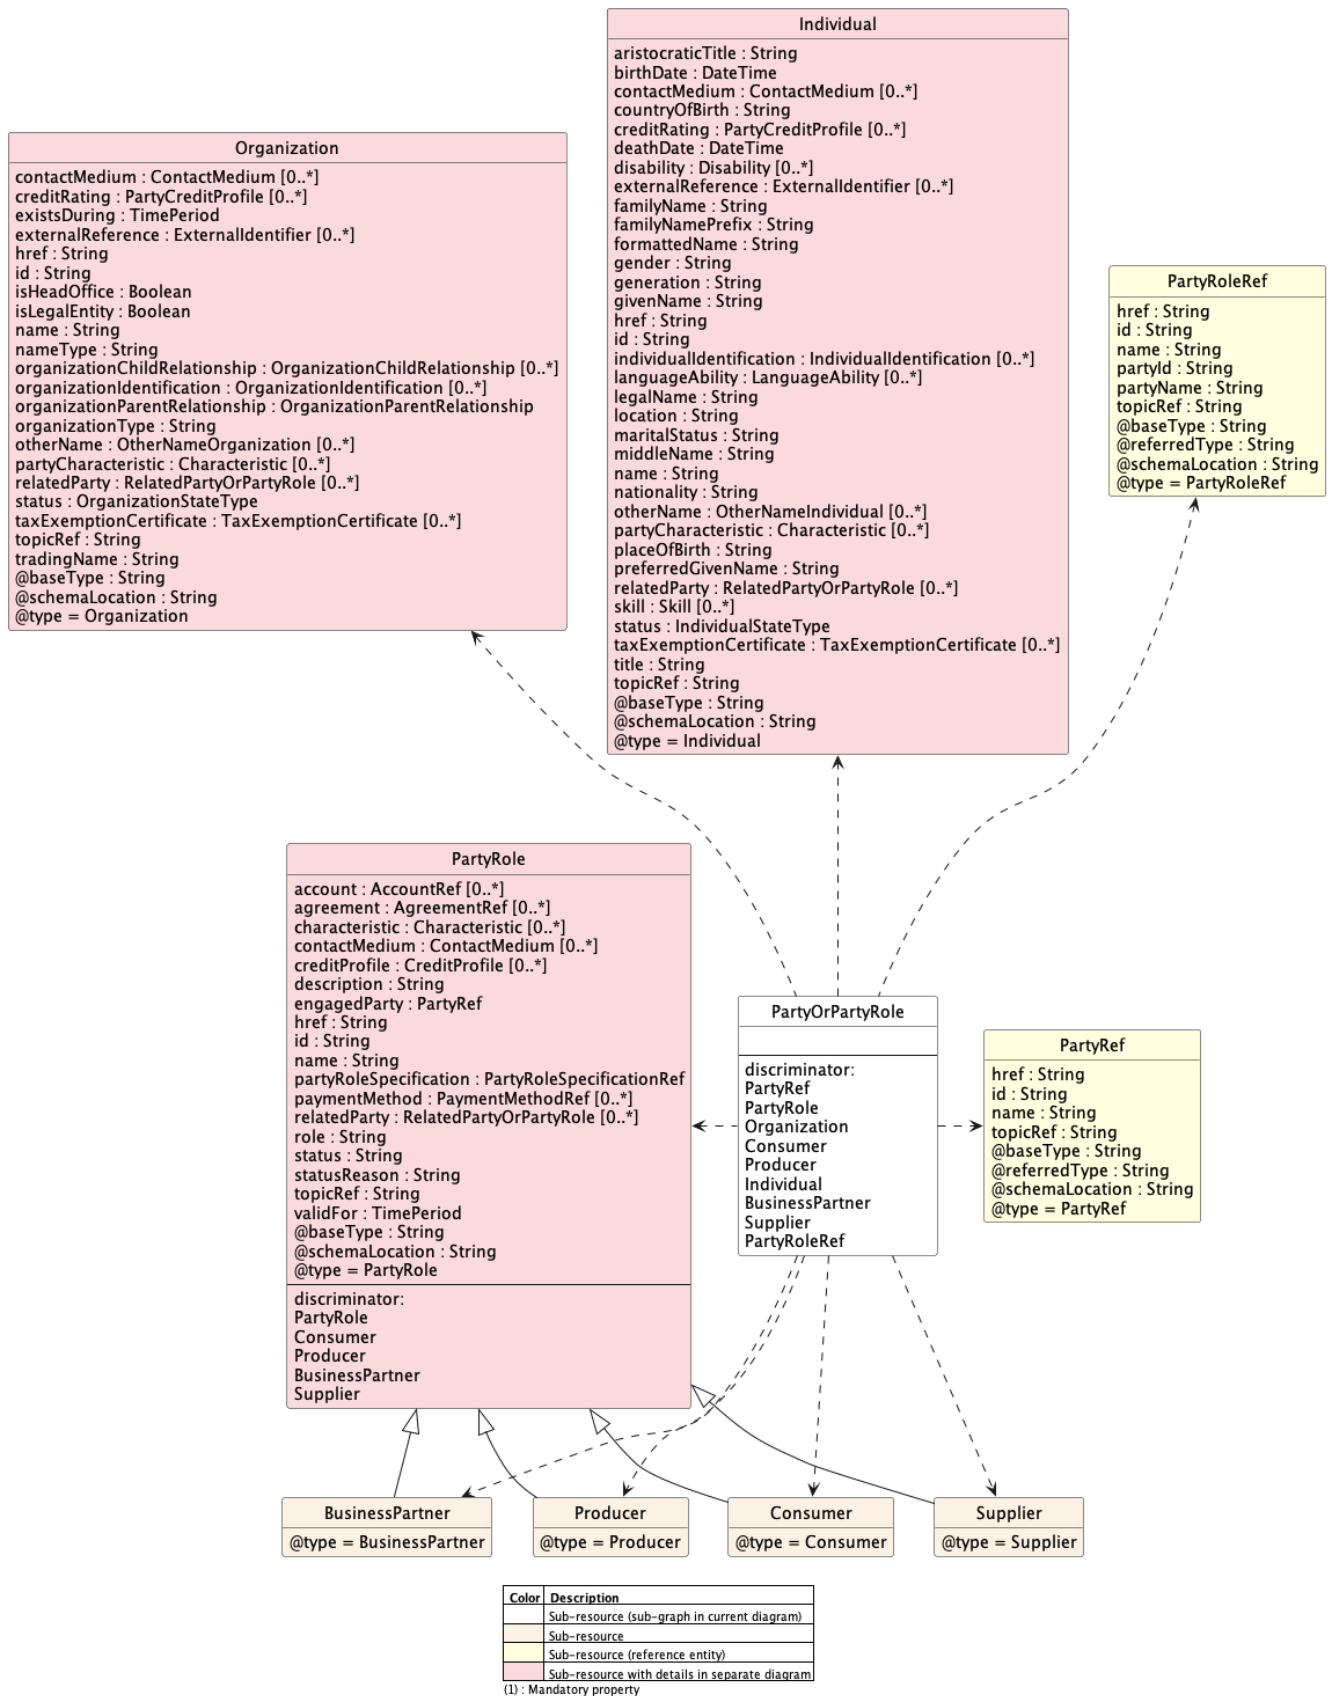 Individual
aristocraticTitle : String
birthDate : DateTime
contactMedium : ContactMedium [0..*]
countryOfBirth : String
creditRating : PartyCreditProfile [0..*]
deathDate : DateTime
disability : Disability [0..*]
externalReference : ExternalIdentifier [0..*]
familyName : String
familyNamePrefix : String
formattedName : String
gender : String
generation : String
givenName : String
href : String
id : String
individualIdentification : IndividualIdentification [0..*]
languageAbility : LanguageAbility [0..*]
legalName : String
location : String
maritalStatus : String
middleName : String
name : String
nationality : String
otherName : OtherNameIndividual [0..*]
partyCharacteristic : Characteristic [0..*]
placeOfBirth : String
preferredGivenName : String
relatedParty : RelatedPartyOrPartyRole [0..*]
skill : Skill [0..*]
status : IndividualStateType
taxExemptionCertificate : TaxExemptionCertificate [0..*]
title : String
topicRef : String
@baseType : String
@schemaLocation : String
@type = Individual
Organization
contactMedium : ContactMedium [0..*]
creditRating : PartyCreditProfile [0..*]
existsDuring : TimePeriod
externalReference : ExternalIdentifier [0..*]
href : String
id : String
isHeadOffice : Boolean
isLegalEntity : Boolean
name : String
nameType : String
organizationChildRelationship : OrganizationChildRelationship [0..*]
organizationIdentification : OrganizationIdentification [0..*]
organizationParentRelationship : OrganizationParentRelationship
organizationType : String
otherName : OtherNameOrganization [0..*]
partyCharacteristic : Characteristic [0..*]
relatedParty : RelatedPartyOrPartyRole [0..*]
status : OrganizationStateType
taxExemptionCertificate : TaxExemptionCertificate [0..*]
topicRef : String
tradingName : String
@baseType : String
@schemaLocation : String
@type = Organization
PartyRoleRef
href : String
id : String
name : String
partyId : String
partyName : String
topicRef : String
@baseType : String
@referredType : String
@schemaLocation : String
@type = PartyRoleRef
PartyRole
account : AccountRef [0..*]
agreement : AgreementRef [0..*]
characteristic : Characteristic [0..*]
contactMedium : ContactMedium [0..*]
creditProfile : CreditProfile [0..*]
description : String
engagedParty : PartyRef
href : String
id : String
name : String
partyRoleSpecification : PartyRoleSpecificationRef
paymentMethod : PaymentMethodRef [0..*]
relatedParty : RelatedPartyOrPartyRole [0..*]
role : String
status : String
statusReason : String
topicRef : String
validFor : TimePeriod
@baseType : String
@schemaLocation : String
@type = PartyRole
discriminator:
PartyRole
Consumer
Producer
BusinessPartner
Supplier
PartyOrPartyRole
discriminator:
PartyRef
PartyRole
Organization
Consumer
Producer
Individual
BusinessPartner
Supplier
PartyRoleRef
PartyRef
href : String
id : String
name : String
topicRef : String
@baseType : String
@referredType : String
@schemaLocation : String
@type = PartyRef
BusinessPartner
@type = BusinessPartner
Producer
@type = Producer
Consumer
@type = Consumer
Supplier
@type = Supplier
Color Description
Sub-resource (sub-graph in current diagram)
Sub-resource
Sub-resource (reference entity)
Sub-resource with details in separate diagram
(1) : Mandatory property